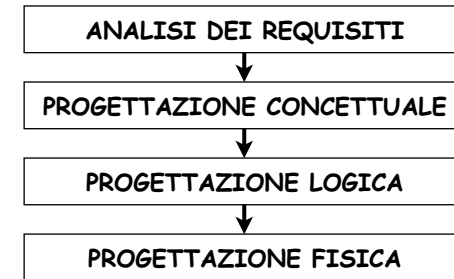 ANALISI DEI REQUISITI
PROGETTAZIONE CONCETTUALE
PROGETTAZIONE LOGICA
PROGETTAZIONE FISICA